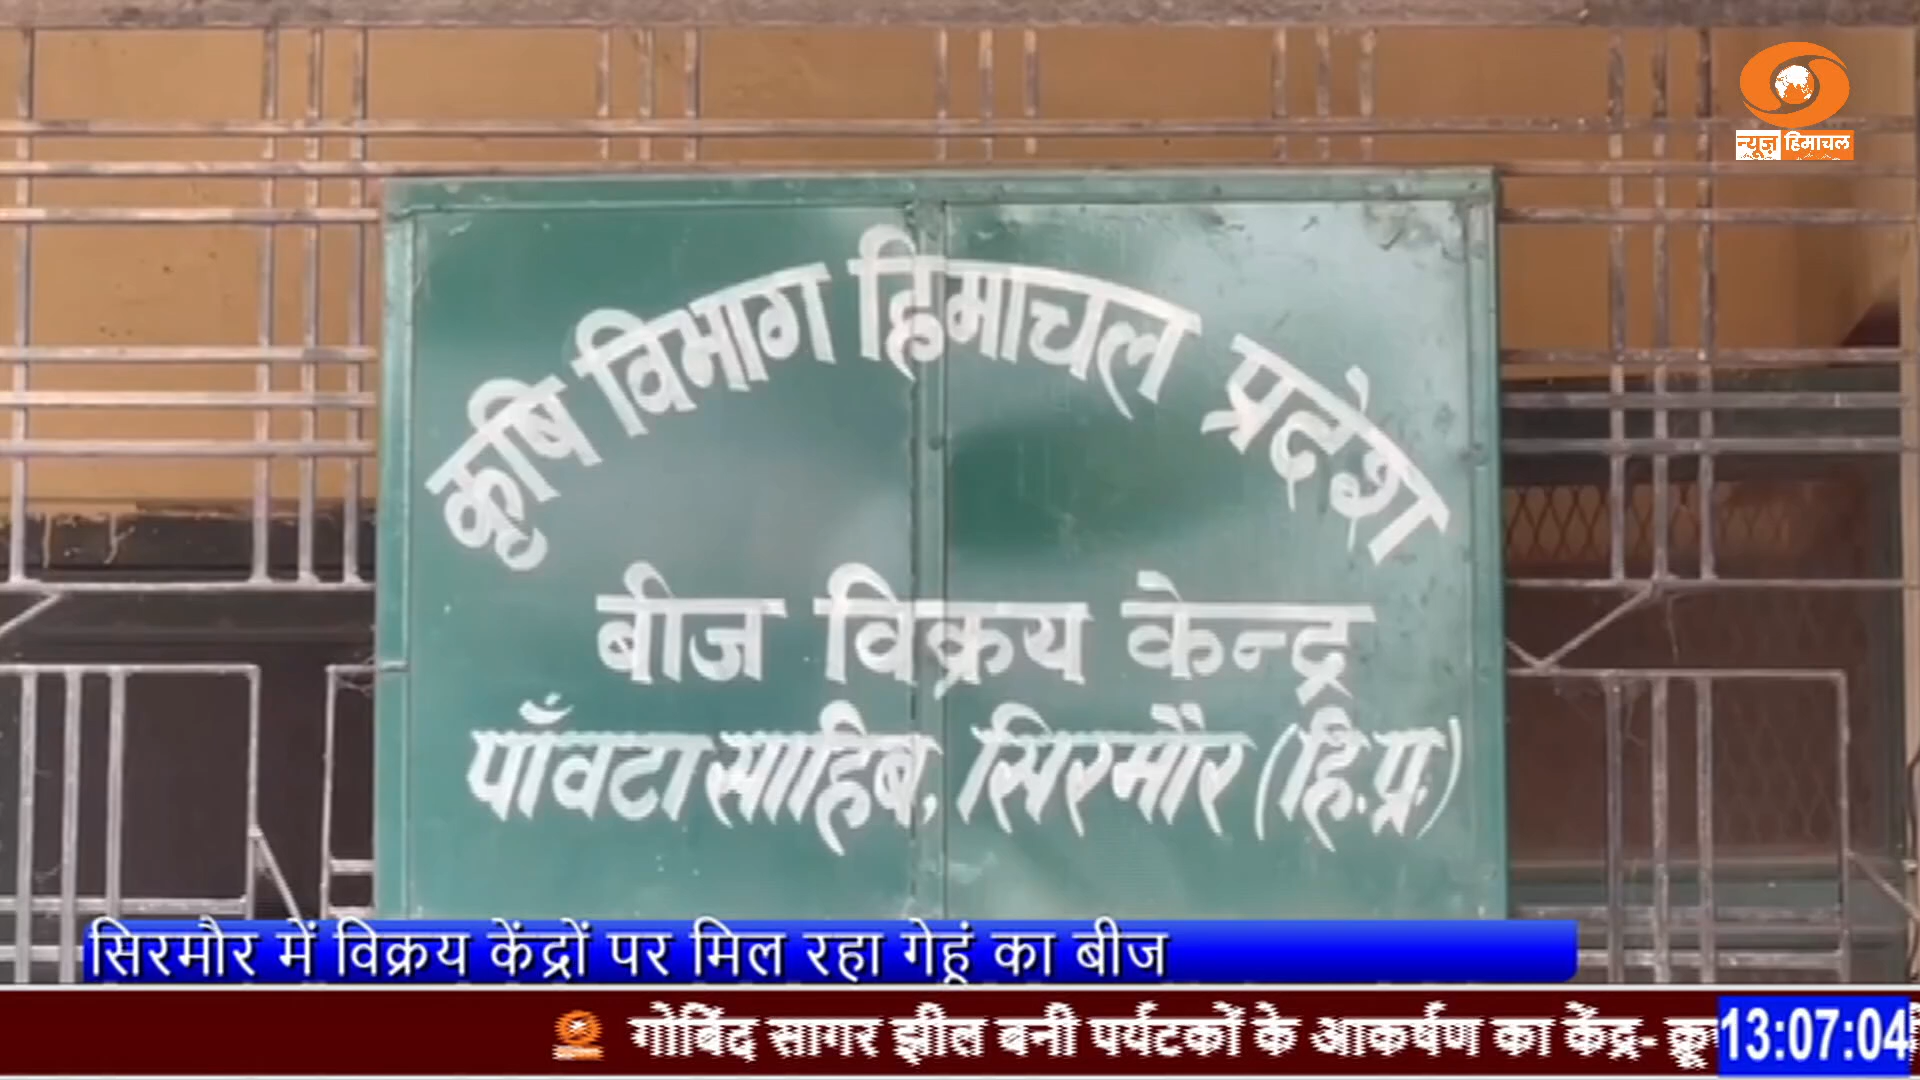 न्यूज़ हिमाचल
कृषि विभाग हिमाचल प्रदेश
बीज विक्रय केन्द्र
पाँवटा साहिब, सिरमौर (हि.प्र.)
सिरमौर में विक्रय केंद्रों पर मिल रहा गेहूं का बीज
गोबिंद सागर झील बनी पर्यटकों के आकर्षण का केंद्र-
13:07:04